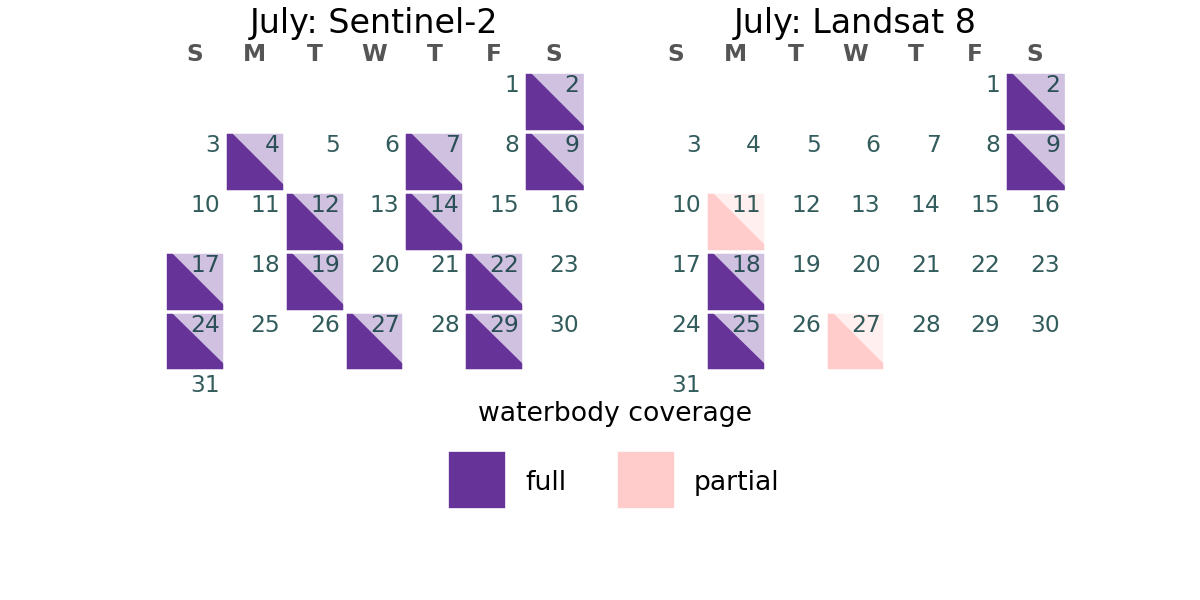 July: Sentinel-2
S M T W T F S
1 2
3 4 5 6 7 8 9
10 11 12 13 14 15 16
17 18 19 20 21 22 23
24 25 26 27 28 29 30
31
July: Landsat 8
S M T W T F S
1 2
3 4 5 6 7 8 9
10 11 12 13 14 15 16
17 18 19 20 21 22 23
24 25 26 27 28 29 30
31
waterbody coverage
full partial